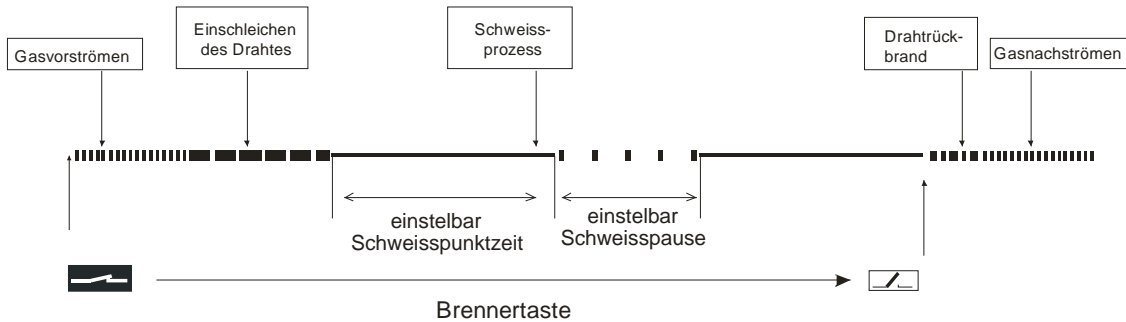 Gasvorströmen
Einschleichen
des Drahtes
Schweiss-
prozess
Drahtrück-
brand
Gasnachströmen
einstelbar
Schweisspunktzeit
einstelbar
Schweisspause
Brennertaste